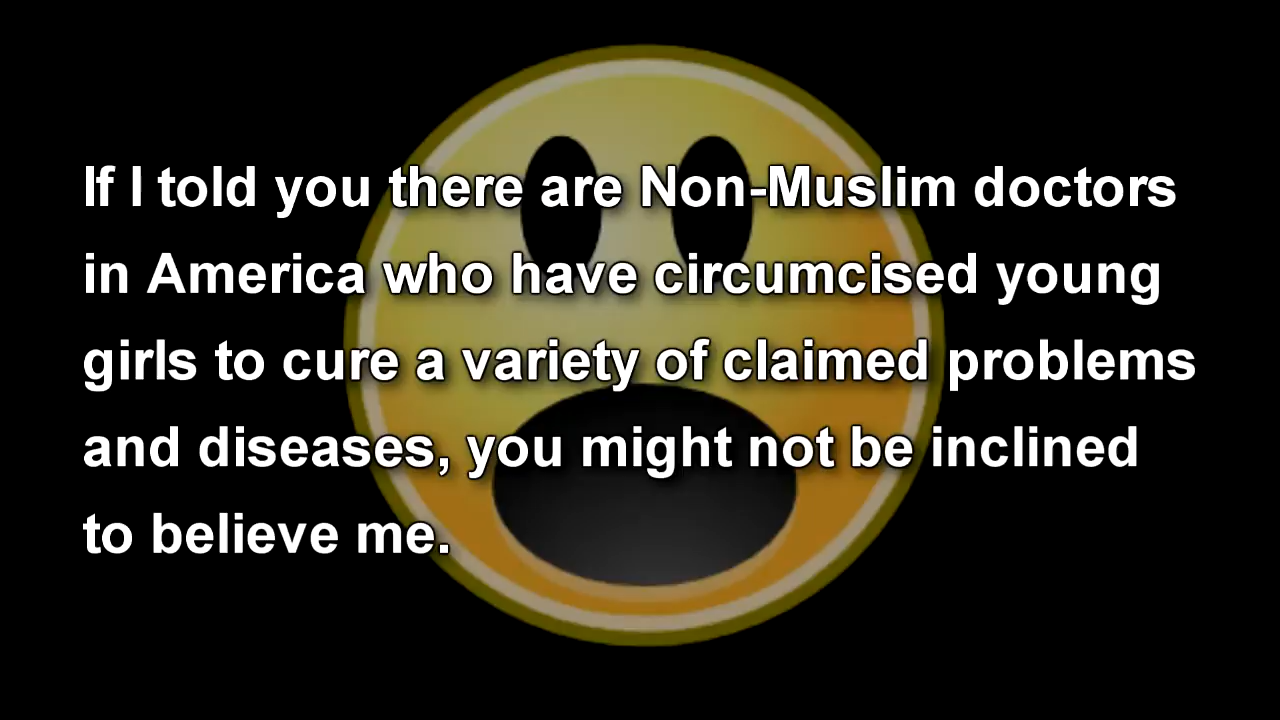 If I told you there are Non-Muslim doctors
in America who have circumcised young
girls to cure a variety of claimed problems
and diseases, you might not be inclined
to believe me.